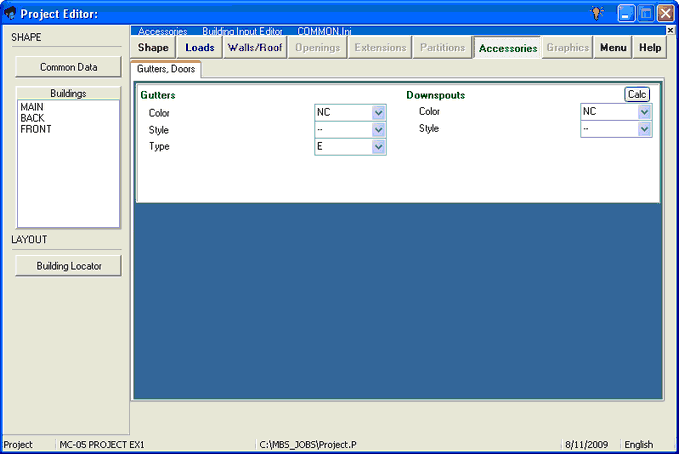 Project Editor:
SHAPE
Accessories Building Input Editor COMMON.Ini
Shape Loads Walls/Roof Openings Extensions Partitions Accessories Graphics Menu Help
Common Data
Gutters, Doors
Buildings
MAIN
BACK
FRONT
Gutters
Color NC
Style --
Type E
Downspouts Calc
Color NC
Style --
LAYOUT
Building Locator
Project MC-05 PROJECT EX1 C:\MBS_JOBS\Project.P 8/11/2009 English